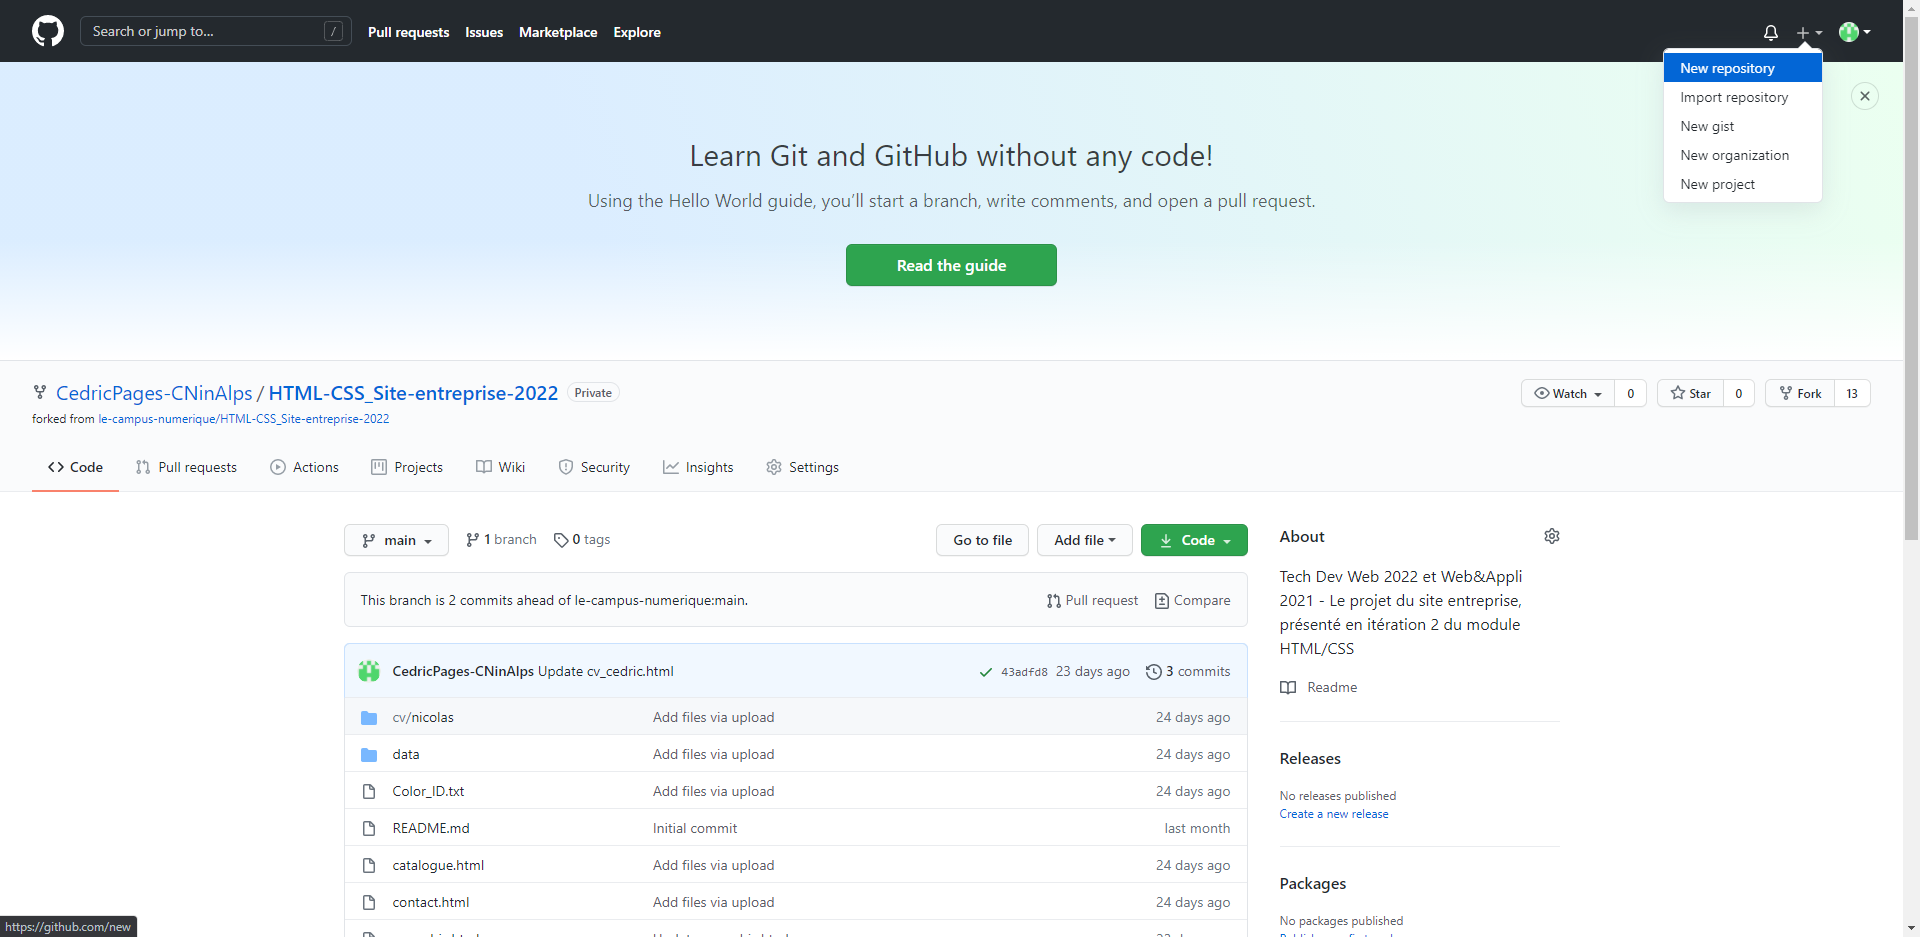 Search or jump to...
/
Pull requests
Issues
Marketplace
Explore
New repository
Import repository
New gist
New organization
New project
Learn Git and GitHub without any code!
Using the Hello World guide, you’ll start a branch, write comments, and open a pull request.
Read the guide
CedricPages-CNinAlps / HTML-CSS_Site-entreprise-2022 Private
forked from le-campus-numerique/HTML-CSS_Site-entreprise-2022
Watch 0
Star 0
Fork 13
Code
Pull requests
Actions
Projects
Wiki
Security
Insights
Settings
main
1 branch
0 tags
Go to file
Add file
Code
This branch is 2 commits ahead of le-campus-numerique:main.
Pull request
Compare
CedricPages-CNinAlps Update cv_cedric.html
43adfd8 23 days ago
3 commits
cv/nicolas Add files via upload 24 days ago
data Add files via upload 24 days ago
Color_ID.txt Add files via upload 24 days ago
README.md Initial commit last month
catalogue.html Add files via upload 24 days ago
contact.html Add files via upload 24 days ago
About
Tech Dev Web 2022 et Web&Appli
2021 - Le projet du site entreprise,
présenté en itération 2 du module
HTML/CSS
Readme
Releases
No releases published
Create a new release
Packages
No packages published
https://github.com/new